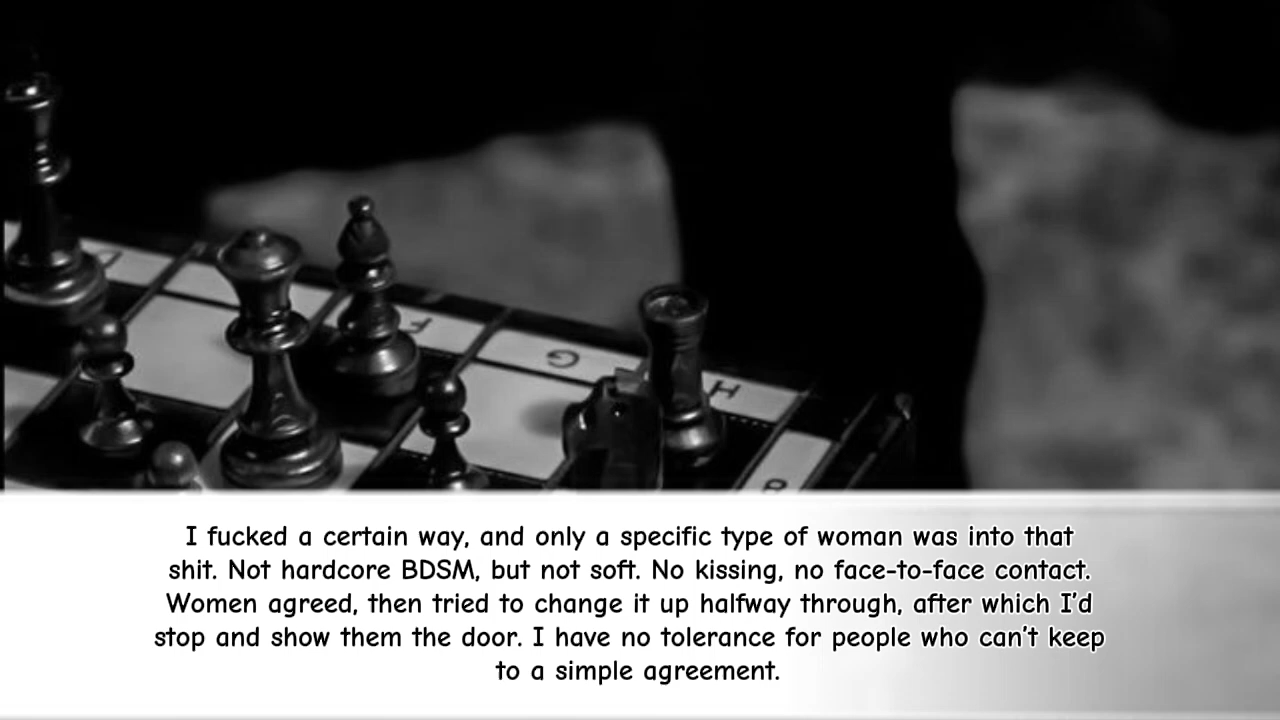 F
G
H
8
I fucked a certain way, and only a specific type of woman was into that
shit. Not hardcore BDSM, but not soft. No kissing, no face-to-face contact.
Women agreed, then tried to change it up halfway through, after which I'd
stop and show them the door. I have no tolerance for people who can't keep
to a simple agreement.